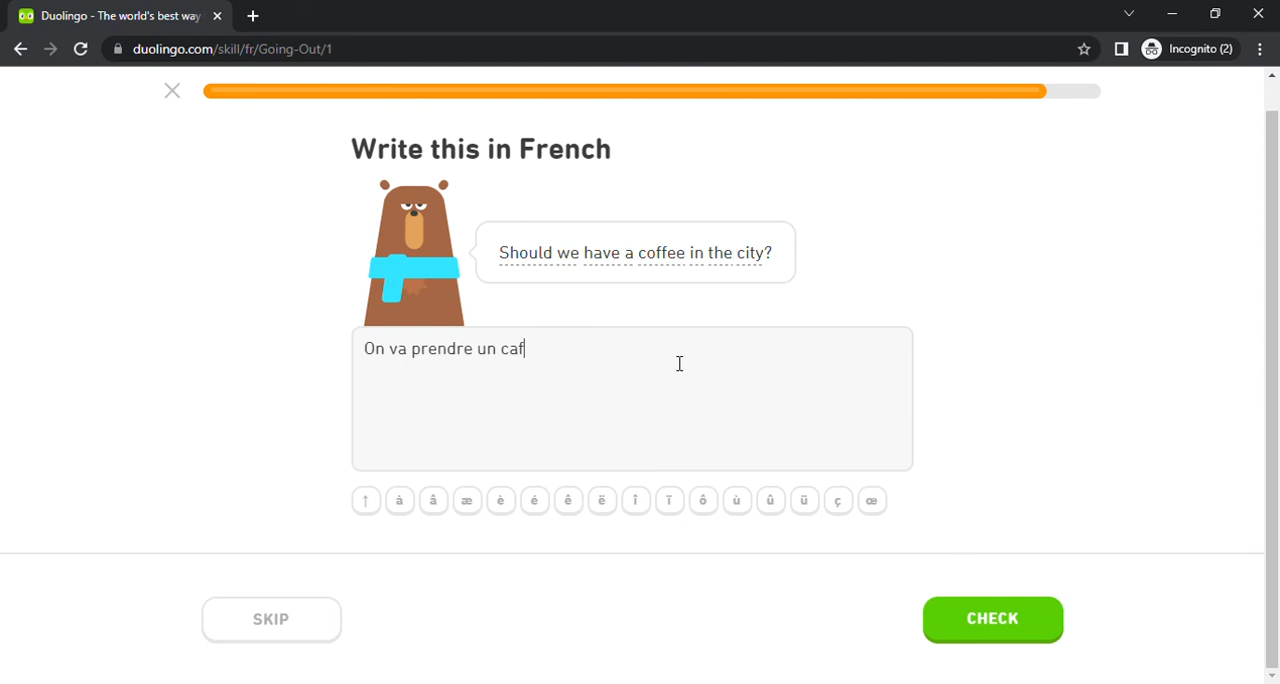 Duolingo - The world's best way
duolingo.com/skill/fr/Going-Out/1
Incognito (2)
Write this in French
Should we have a coffee in the city?
On va prendre un caf
↑ à â æ è é ê ë î ï ô ù û ü ç œ
SKIP
CHECK